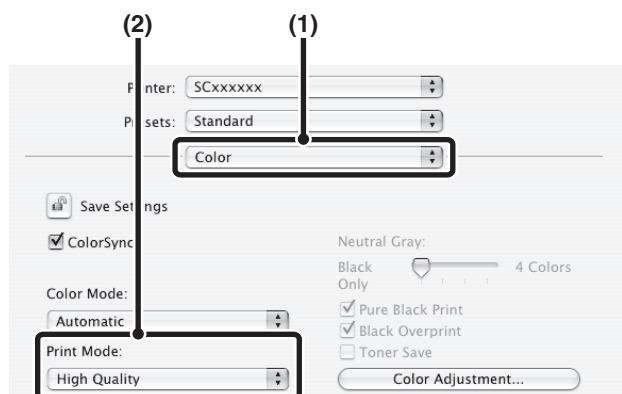 (2) (1)
Printer: SCxxxxxx
Presets: Standard
Color
Save Settings
ColorSync
Neutral Gray:
Black Only 4 Colors
Color Mode:
Automatic
Pure Black Print
Black Overprint
Print Mode:
Toner Save
High Quality
Color Adjustment...